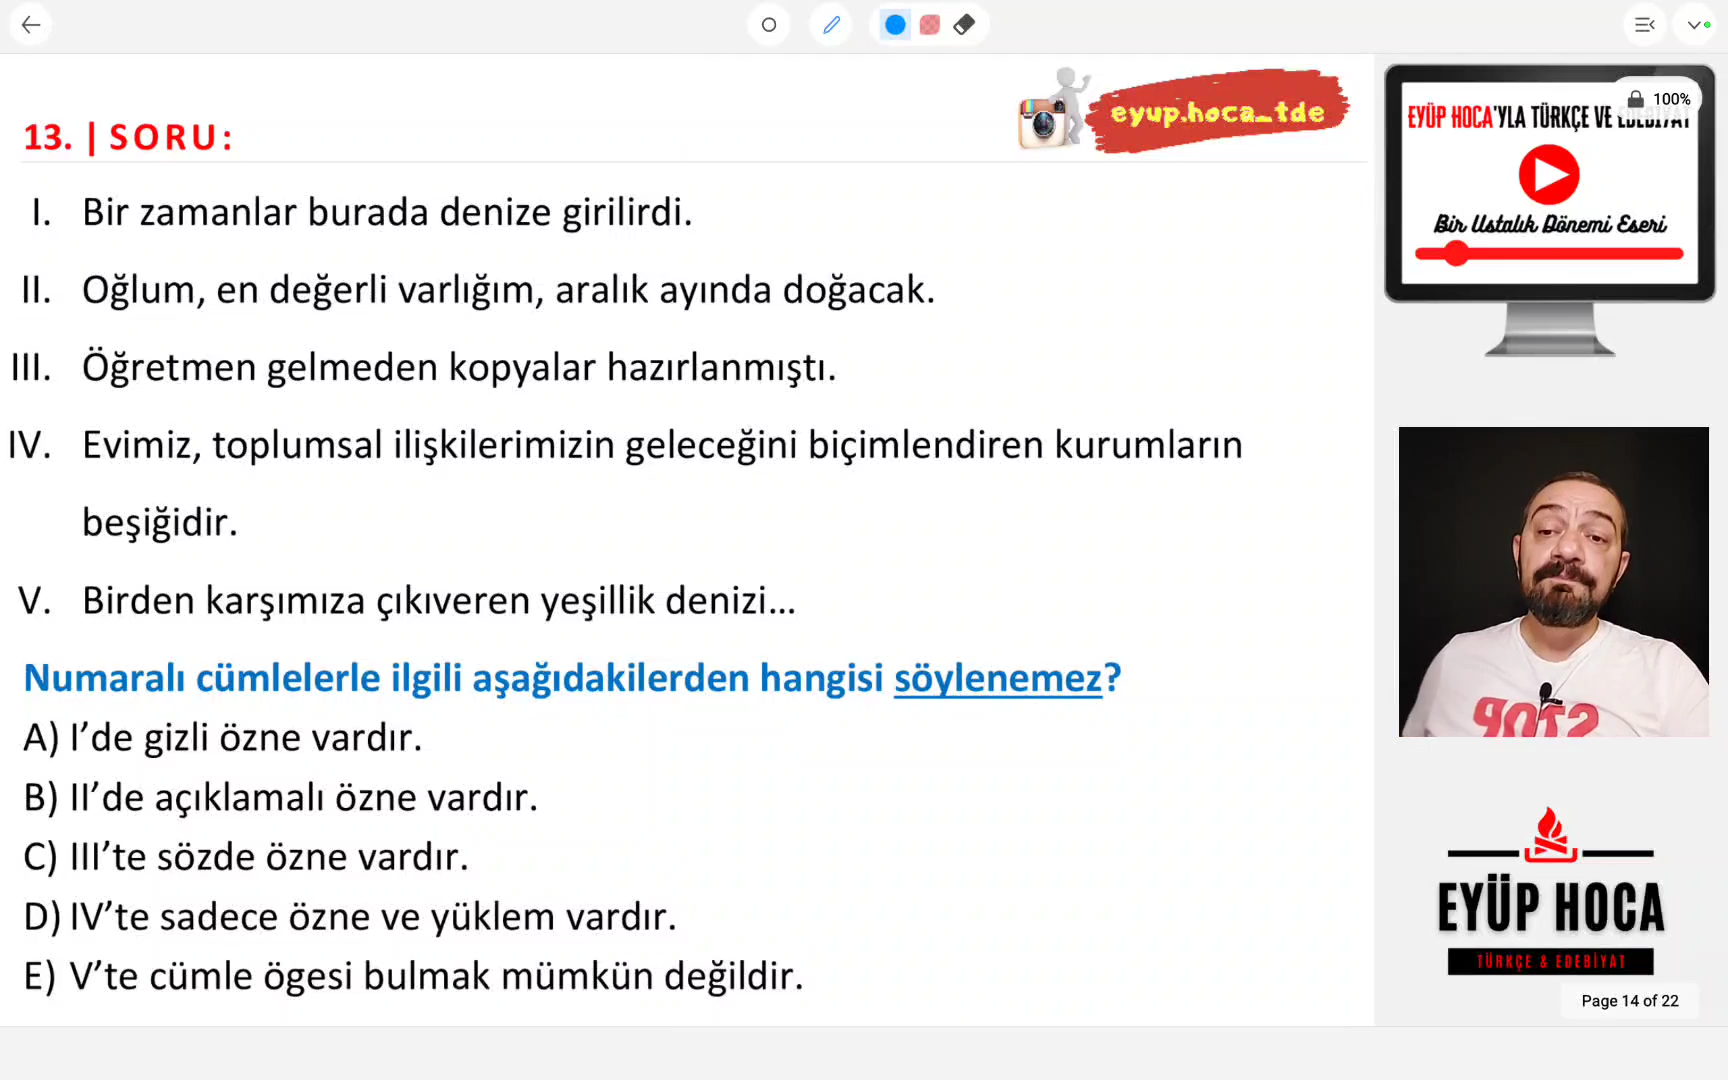 13. | SORU:
eyup.hoca_tde
I. Bir zamanlar burada denize girilirdi.
II. Oğlum, en değerli varlığım, aralık ayında doğacak.
III. Öğretmen gelmeden kopyalar hazırlanmıştı.
IV. Evimiz, toplumsal ilişkilerimizin geleceğini biçimlendiren kurumların
beşiğidir.
V. Birden karşımıza çıkıveren yeşillik denizi...
Numaralı cümlelerle ilgili aşağıdakilerden hangisi söylenemez?
A) I’de gizli özne vardır.
B) II’de açıklamalı özne vardır.
C) III’te sözde özne vardır.
D) IV’te sadece özne ve yüklem vardır.
E) V’te cümle ögesi bulmak mümkün değildir.
100%
EYÜP HOCA'YLA TÜRKÇE VE EDEBİYAT
Bir Ustalık Dönemi Eseri
STOP
EYÜP HOCA
TÜRKÇE & EDEBİYAT
Page 14 of 22